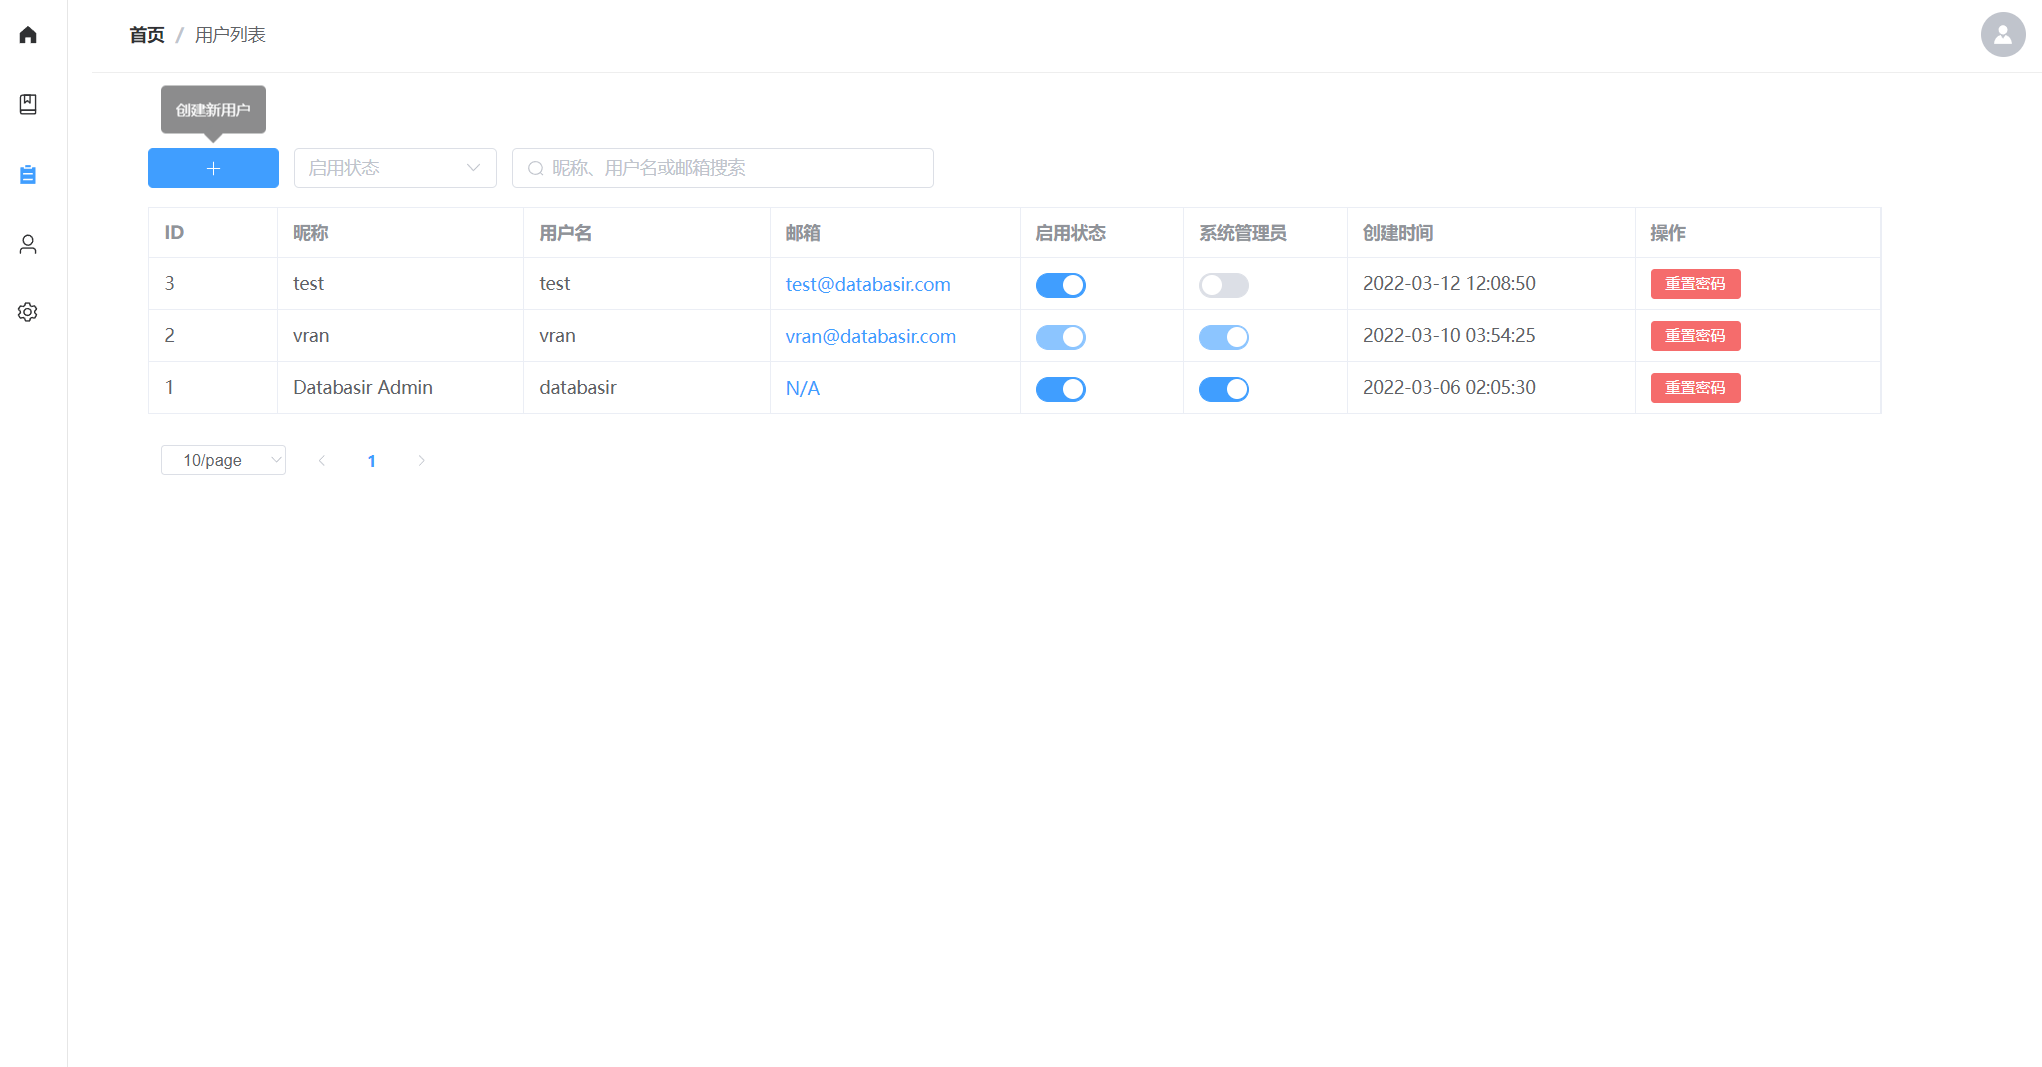 首页 / 用户列表
创建新用户
启用状态 昵称、用户名或邮箱搜索
ID 昵称 用户名 邮箱 启用状态 系统管理员 创建时间 操作
3 test test test@databasir.com 2022-03-12 12:08:50 重置密码
2 vran vran vran@databasir.com 2022-03-10 03:54:25 重置密码
1 Databasir Admin databasir N/A 2022-03-06 02:05:30 重置密码
10/page 1